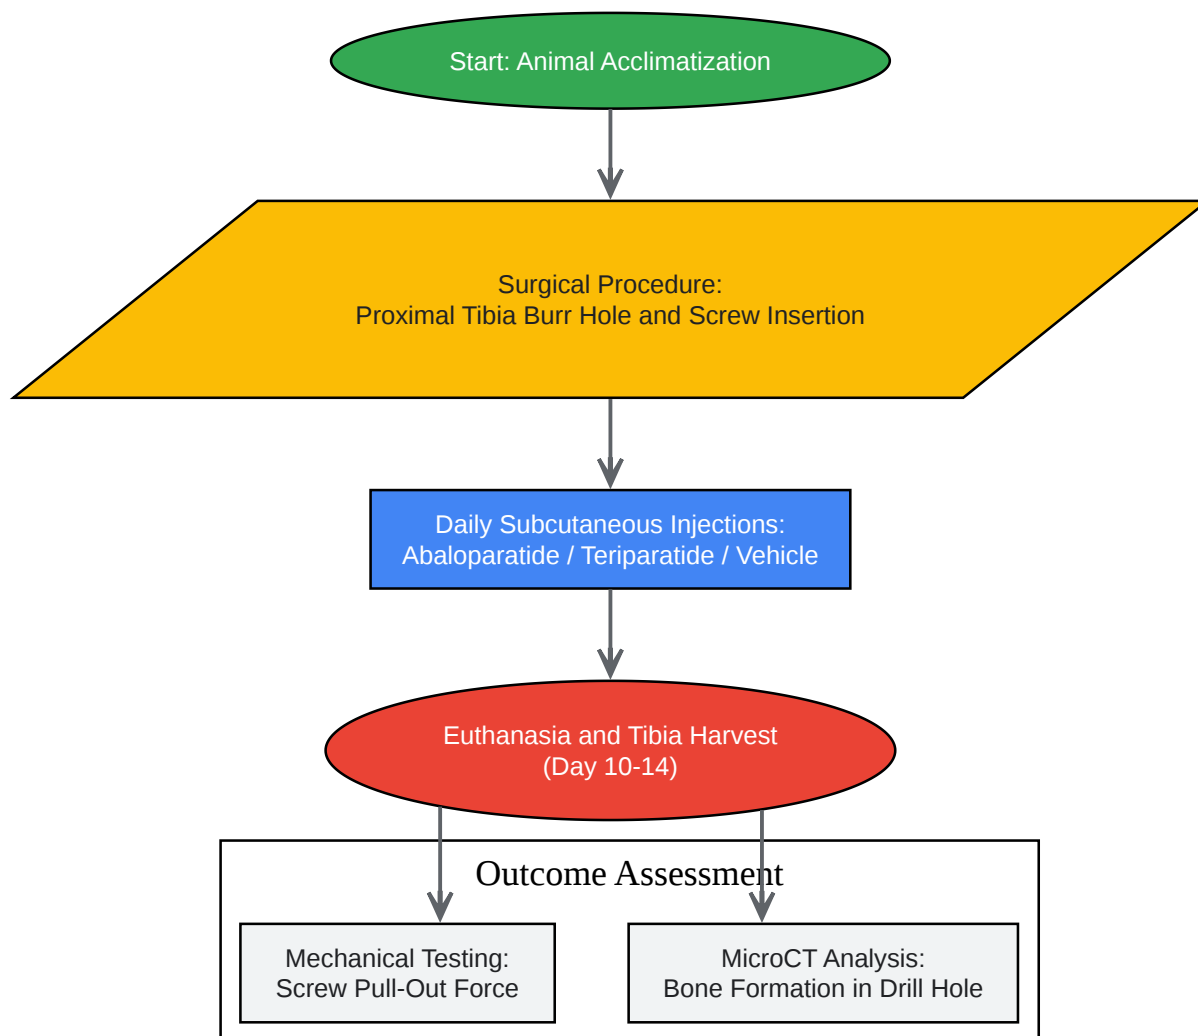 Start: Animal Acclimatization
Surgical Procedure:
Proximal Tibia Burr Hole and Screw Insertion
Daily Subcutaneous Injections:
Abaloparatide / Teriparatide / Vehicle
Euthanasia and Tibia Harvest
(Day 10-14)
Outcome Assessment
Mechanical Testing:
Screw Pull-Out Force
MicroCT Analysis:
Bone Formation in Drill Hole